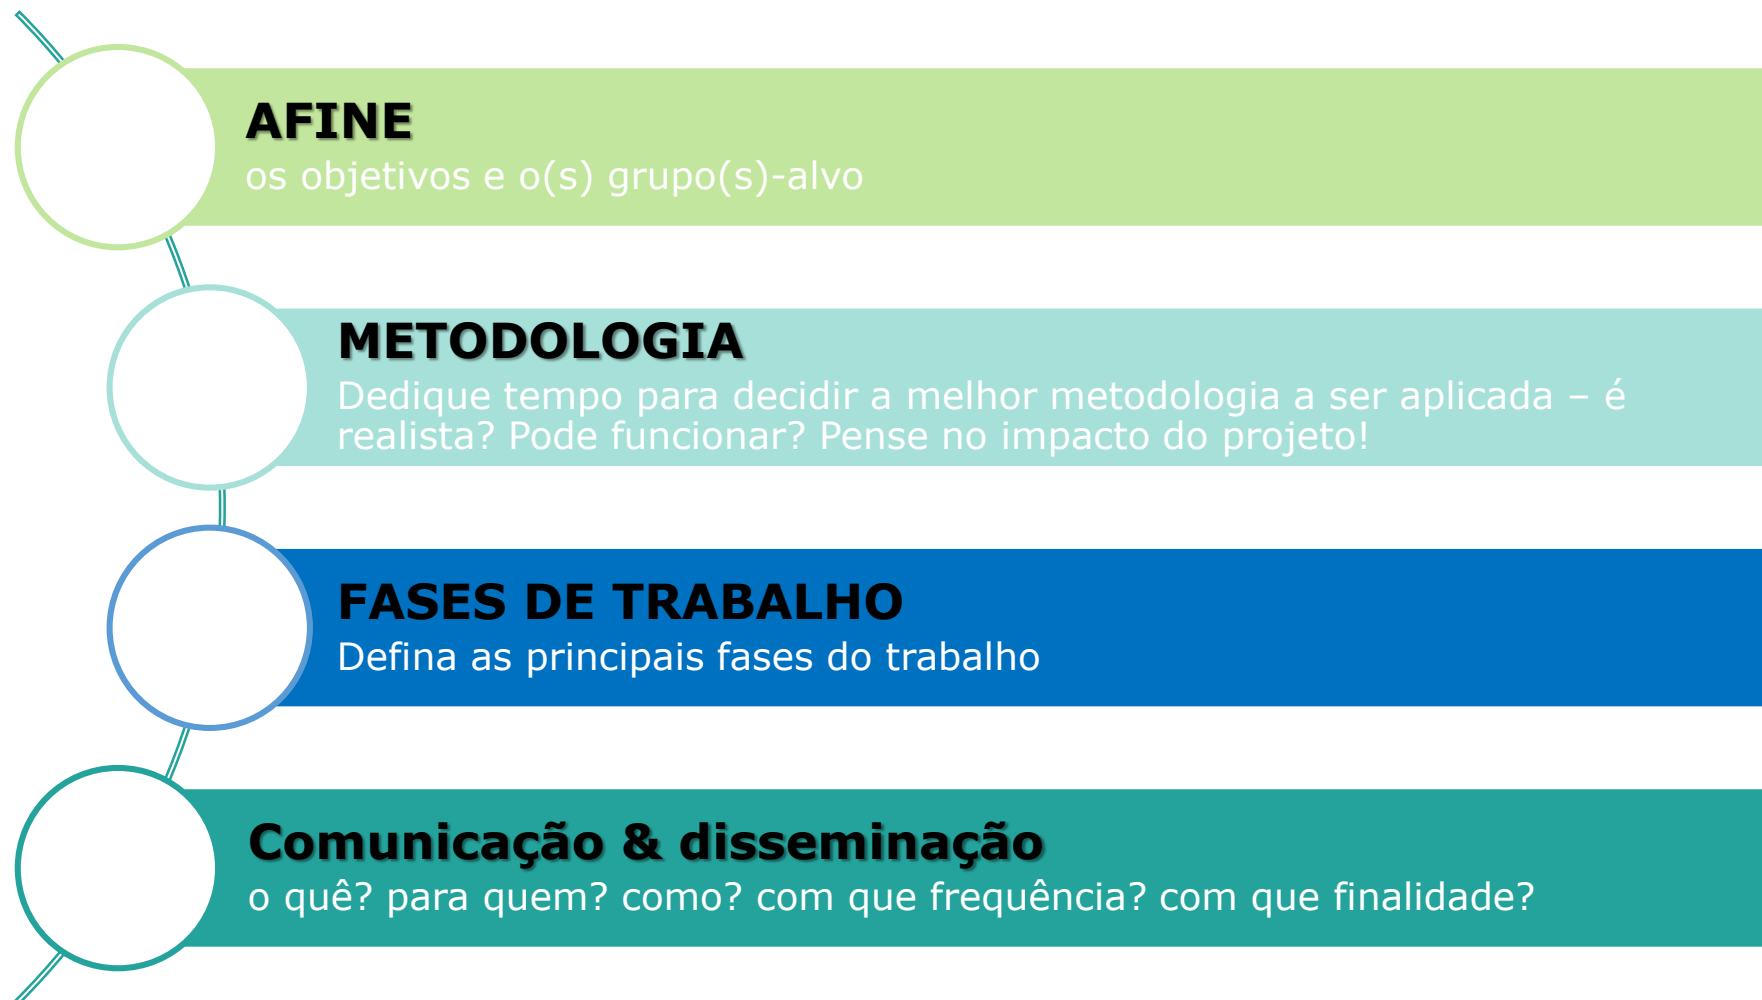 AFINE
os objetivos e o(s) grupo(s)-alvo
METODOLOGIA
Dedique tempo para decidir a melhor metodologia a ser aplicada – é
realista? Pode funcionar? Pense no impacto do projeto!
FASES DE TRABALHO
Defina as principais fases do trabalho
Comunicação & disseminação
o quê? para quem? como? com que frequência? com que finalidade?